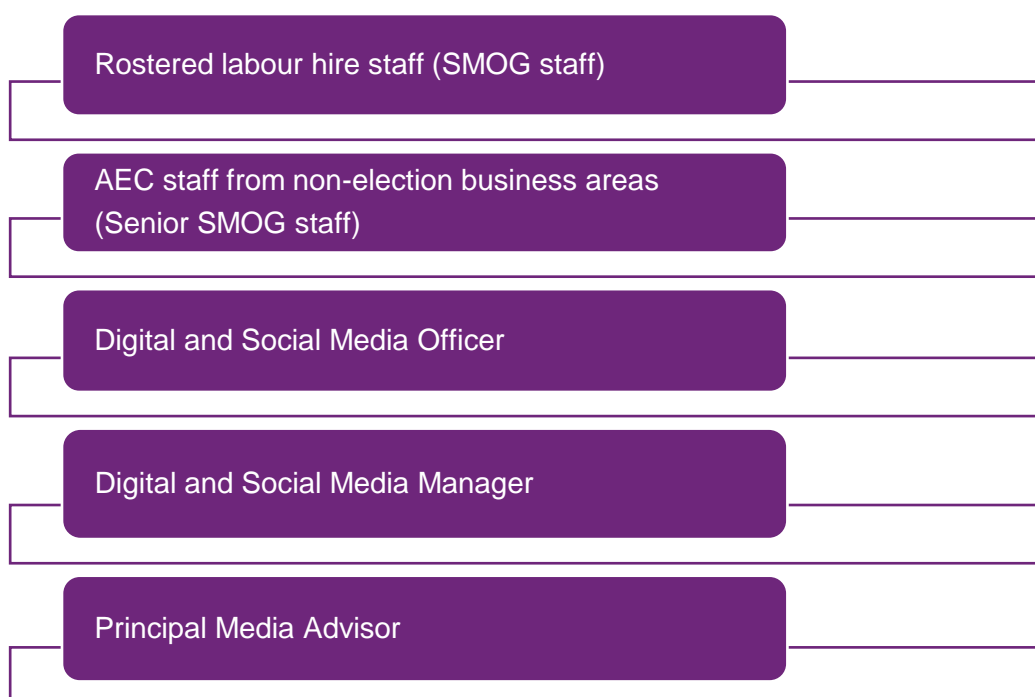 Rostered labour hire staff (SMOG staff)
AEC staff from non-election business areas
(Senior SMOG staff)
Digital and Social Media Officer
Digital and Social Media Manager
Principal Media Advisor